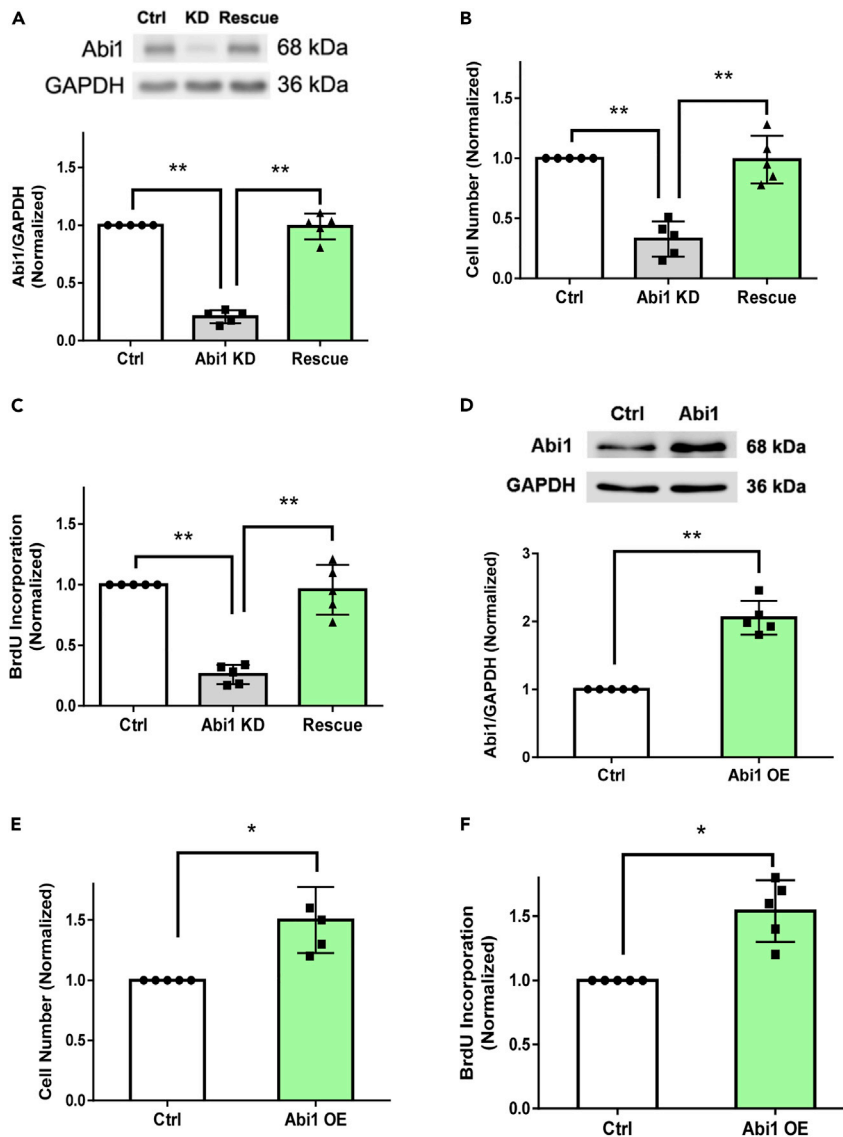 A
Ctrl KD Rescue
Abi1 68 kDa
GAPDH 36 kDa
Abi1/GAPDH
(Normalized)
**
**
1.5
1.0
0.5
0.0
Ctrl Abi1 KD Rescue
B
Cell Number (Normalized)
**
**
1.5
1.0
0.5
0.0
Ctrl Abi1 KD Rescue
C
BrdU Incorporation
(Normalized)
**
**
1.5
1.0
0.5
0.0
Ctrl Abi1 KD Rescue
D
Ctrl Abi1
Abi1 68 kDa
GAPDH 36 kDa
Abi1/GAPDH (Normalized)
**
3
2
1
0
Ctrl Abi1 OE
E
Cell Number (Normalized)
*
1.5
1.0
0.5
0.0
Ctrl Abi1 OE
F
BrdU Incorporation
(Normalized)
*
1.5
1.0
0.5
0.0
Ctrl Abi1 OE